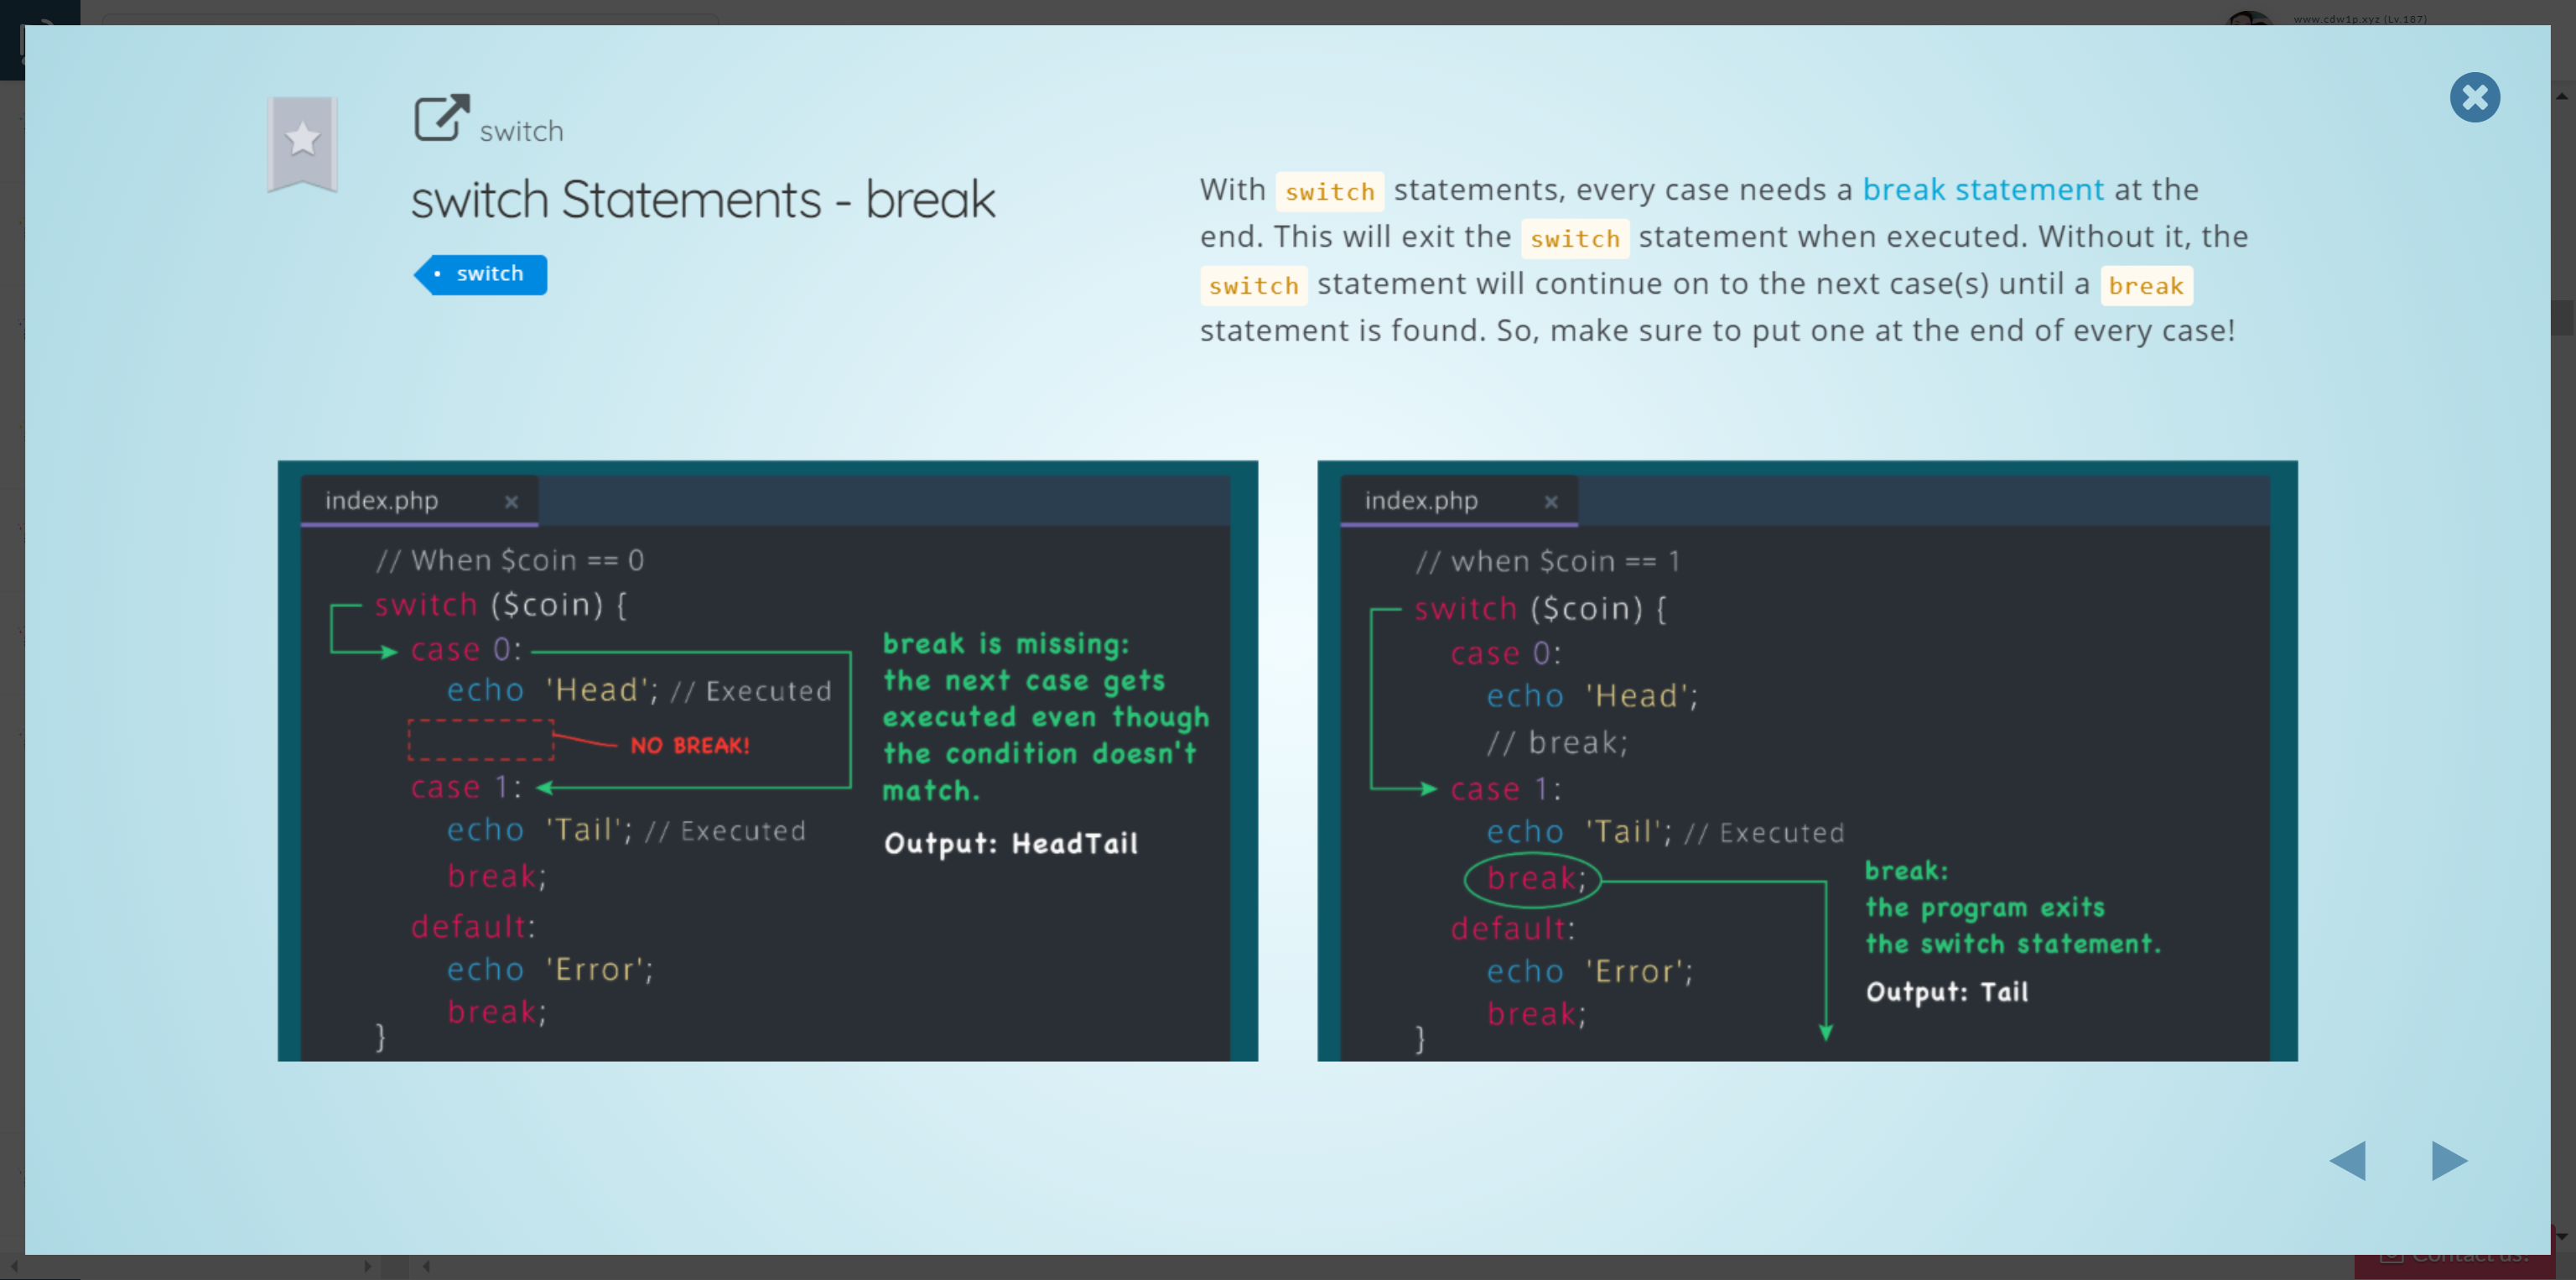 www.cdw1p.xyz (Lv.187)
switch
switch Statements - break
switch
With switch statements, every case needs a break statement at the
end. This will exit the switch statement when executed. Without it, the
switch statement will continue on to the next case(s) until a break
statement is found. So, make sure to put one at the end of every case!
index.php ×
// When $coin == 0
switch ($coin) {
case 0:
echo 'Head'; // Executed
NO BREAK!
case 1:
echo 'Tail'; // Executed
break;
default:
echo 'Error';
break;
}
break is missing:
the next case gets
executed even though
the condition doesn't
match.
Output: HeadTail
index.php ×
// when $coin == 1
switch ($coin) {
case 0:
echo 'Head';
// break;
case 1:
echo 'Tail'; // Executed
break;
default:
echo 'Error';
break;
}
break:
the program exits
the switch statement.
Output: Tail
Contact us!